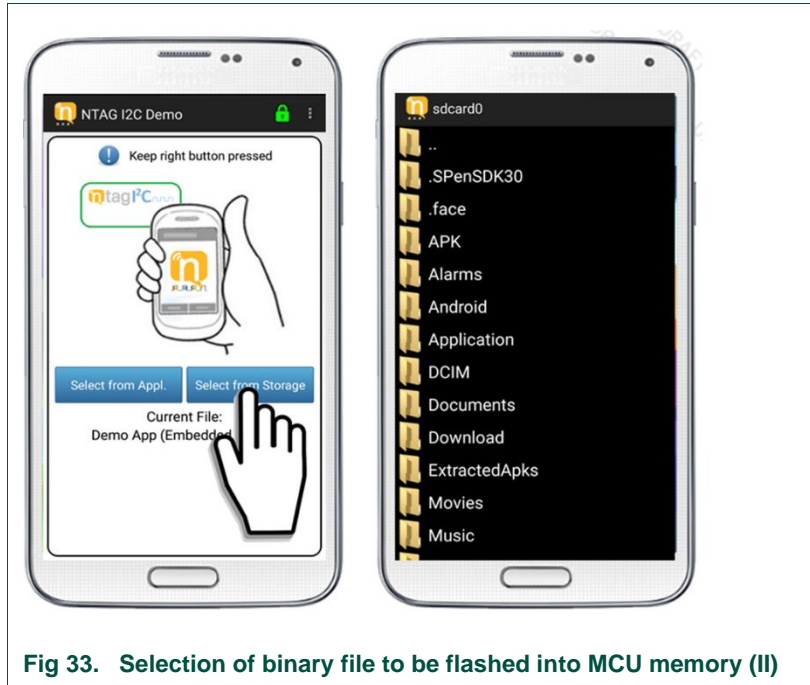 NTAG I2C Demo
Keep right button pressed
ntag I²C
Select from Appl.
Select from Storage
Current File:
Demo App (Embedded
sdcard0
..
.SPenSDK30
.face
APK
Alarms
Android
Application
DCIM
Documents
Download
ExtractedApks
Movies
Music
Fig 33. Selection of binary file to be flashed into MCU memory (II)